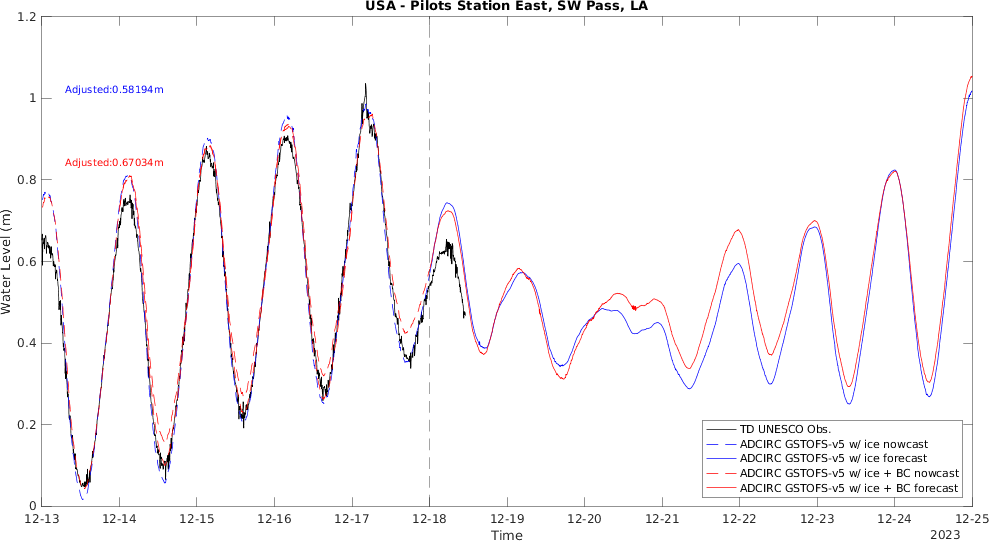 USA - Pilots Station East, SW Pass, LA
1.2
1
0.8
0.6
0.4
0.2
0
Water Level (m)
Adjusted:0.58194m
Adjusted:0.67034m
TD UNESCO Obs.
ADCIRC GSTOFS-v5 w/ ice nowcast
ADCIRC GSTOFS-v5 w/ ice forecast
ADCIRC GSTOFS-v5 w/ ice + BC nowcast
ADCIRC GSTOFS-v5 w/ ice + BC forecast
12-13 12-14 12-15 12-16 12-17 12-18 12-19 12-20 12-21 12-22 12-23 12-24 12-25
Time
2023